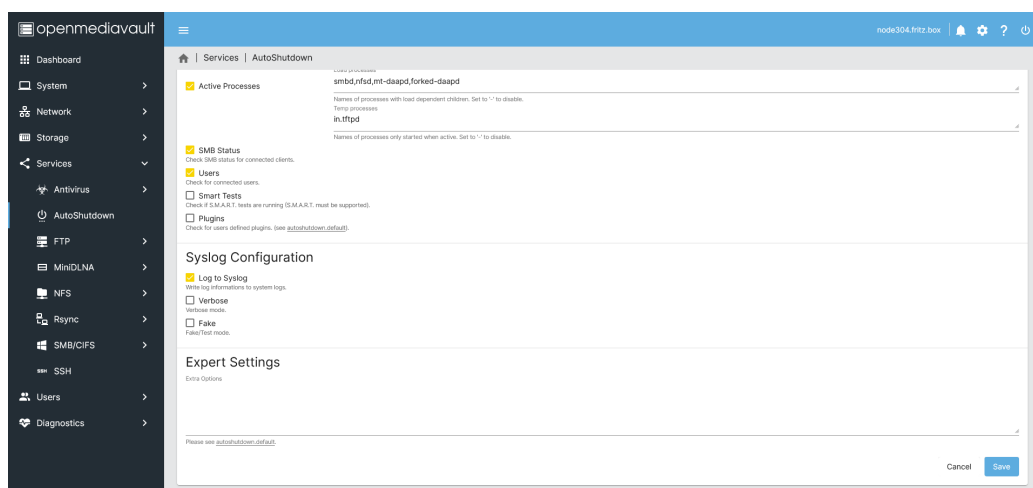 openmediavault
node304.fritz.box
Dashboard
System
Network
Storage
Services
Antivirus
AutoShutdown
FTP
MiniDLNA
NFS
Rsync
SMB/CIFS
SSH
Users
Diagnostics
| Services | AutoShutdown
Load processes
Active Processes
smbd,nfsd,mt-daapd,forked-daapd
Names of processes with load dependent children. Set to '-' to disable.
Temp processes
in.tftpd
Names of processes only started when active. Set to '-' to disable.
SMB Status
Check SMB status for connected clients.
Users
Check for connected users.
Smart Tests
Check if S.M.A.R.T. tests are running (S.M.A.R.T. must be supported).
Plugins
Check for users defined plugins. (see autoshutdown.default).
Syslog Configuration
Log to Syslog
Write log informations to system logs.
Verbose
Verbose mode.
Fake
Fake/Test mode.
Expert Settings
Extra Options
Please see autoshutdown.default.
Cancel
Save